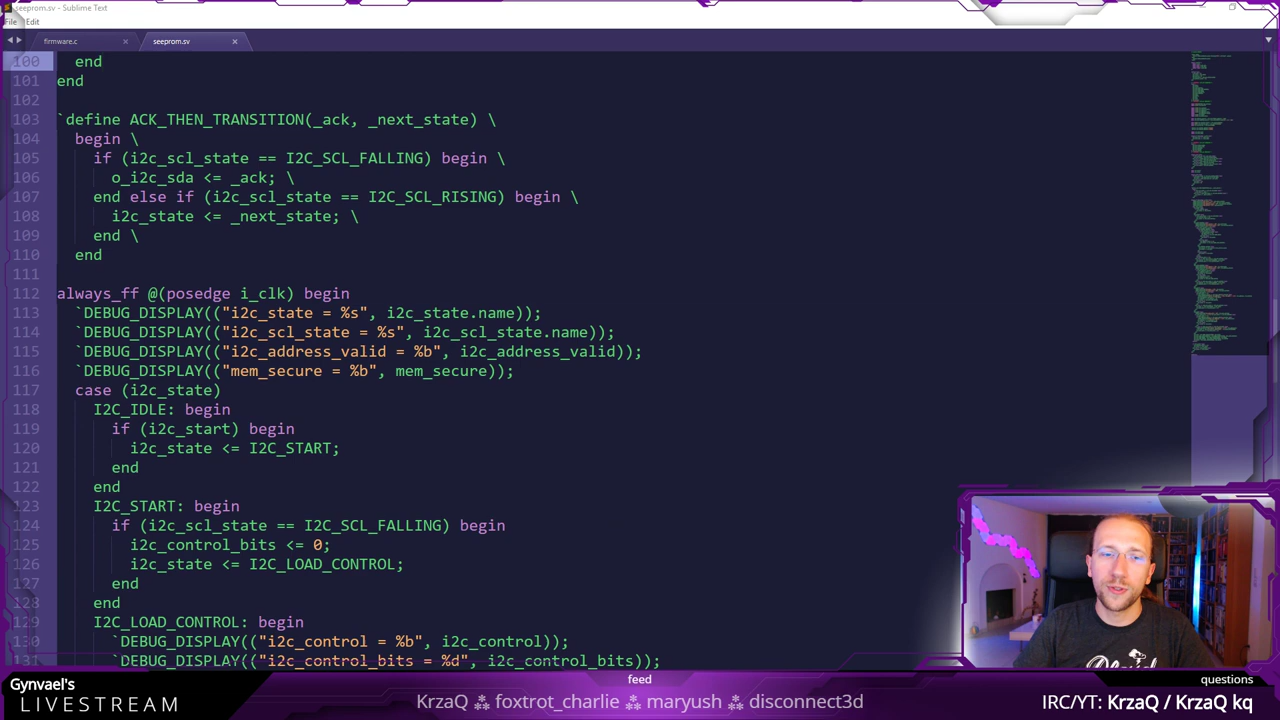 seeprom.sv - Sublime Text
File Edit
firmware.c × seeprom.sv ×
100 end
101 end
102
103 `define ACK_THEN_TRANSITION(_ack, _next_state) \
104 begin \
105 if (i2c_scl_state == I2C_SCL_FALLING) begin \
106 o_i2c_sda <= _ack; \
107 end else if (i2c_scl_state == I2C_SCL_RISING) begin \
108 i2c_state <= _next_state; \
109 end \
110 end
111
112 always_ff @(posedge i_clk) begin
113 `DEBUG_DISPLAY(("i2c_state = %s", i2c_state.name));
114 `DEBUG_DISPLAY(("i2c_scl_state = %s", i2c_scl_state.name));
115 `DEBUG_DISPLAY(("i2c_address_valid = %b", i2c_address_valid));
116 `DEBUG_DISPLAY(("mem_secure = %b", mem_secure));
117 case (i2c_state)
118 I2C_IDLE: begin
119 if (i2c_start) begin
120 i2c_state <= I2C_START;
121 end
122 end
123 I2C_START: begin
124 if (i2c_scl_state == I2C_SCL_FALLING) begin
125 i2c_control_bits <= 0;
126 i2c_state <= I2C_LOAD_CONTROL;
127 end
128 end
129 I2C_LOAD_CONTROL: begin
130 `DEBUG_DISPLAY(("i2c_control = %b", i2c_control));
131 `DEBUG_DISPLAY(("i2c_control_bits = %d", i2c_control_bits));
Gynvael's
LIVESTREAM
feed
KrzaQ ⁂ foxtrot_charlie ⁂ maryush ⁂ disconnect3d
questions
IRC/YT: KrzaQ / KrzaQ kq